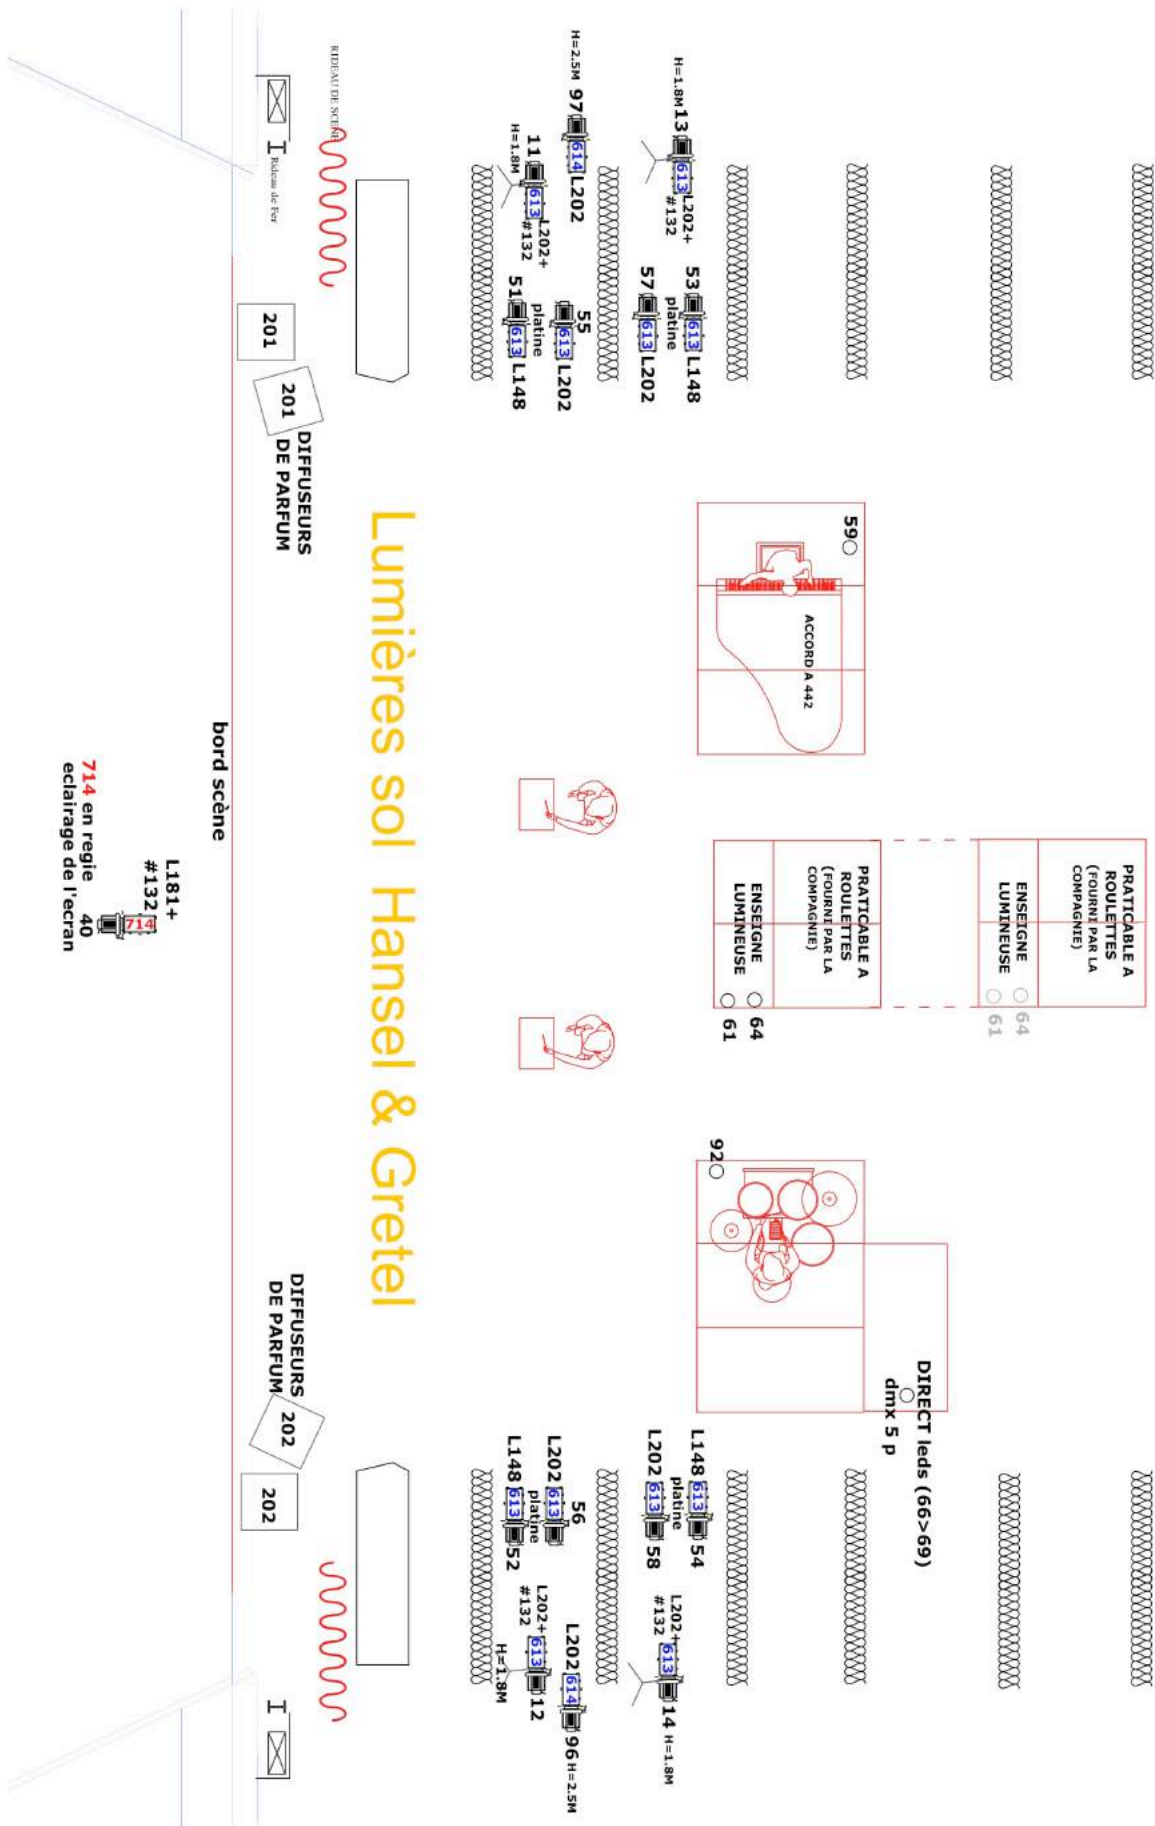 H=2.5M 97 614 L202
H=1.8M 13 613 L202+
#132
11 613 L202+
H=1.8M #132
53 613 L148
platine
57 613 L202
55
613 L202
platine
51 613 L148
RIDEAU DE SCENE
Rideau de Fer
201
201
DIFFUSEURS
DE PARFUM
59
ACCORD A 442
PRATICABLE A
ROULETTES
(FOURNI PAR LA
COMPAGNIE)
ENSEIGNE
LUMINEUSE
64
61
PRATICABLE A
ROULETTES
(FOURNI PAR LA
COMPAGNIE)
ENSEIGNE
LUMINEUSE
64
61
Lumières sol Hansel & Gretel
bord scène
L181+
#132
714
40
714 en regie
eclairage de l'ecran
92
DIRECT leds (66>69)
dmx 5 p
DIFFUSEURS
DE PARFUM
202
202
L148 613 54
platine
L202 613 58
56
L202 613
platine
L148 613 52
L202+ 613 14 H=1.8M
#132
L202+ 613 12
#132
H=1.8M
L202 614 96 H=2.5M